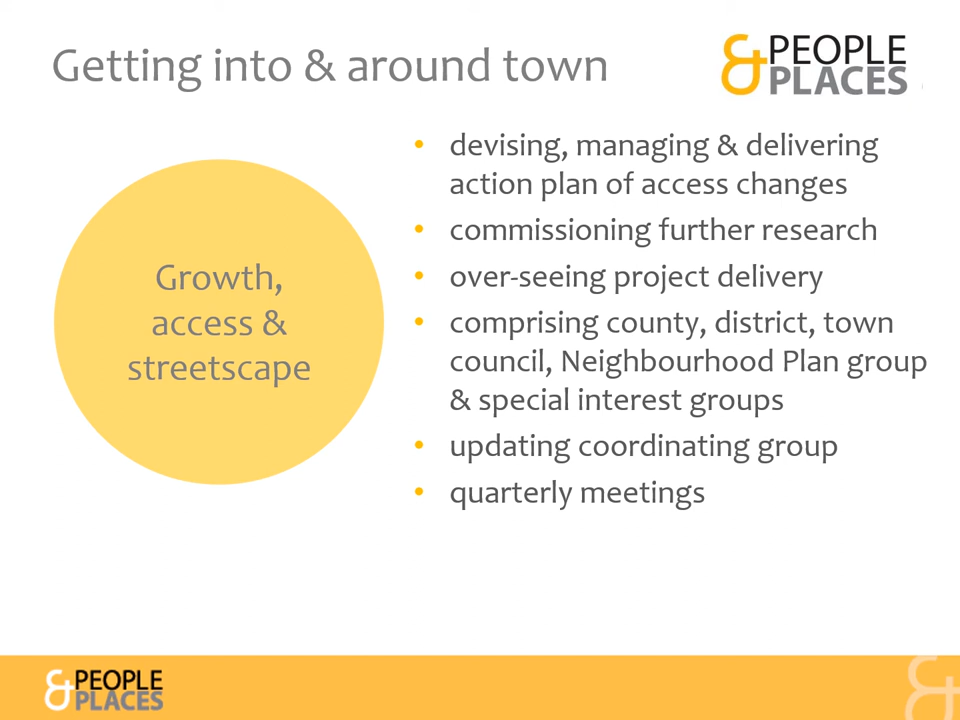 Getting into & around town
& PEOPLE
PLACES
Growth,
access &
streetscape
• devising, managing & delivering
action plan of access changes
• commissioning further research
• over-seeing project delivery
• comprising county, district, town
council, Neighbourhood Plan group
& special interest groups
• updating coordinating group
• quarterly meetings
& PEOPLE
PLACES
&